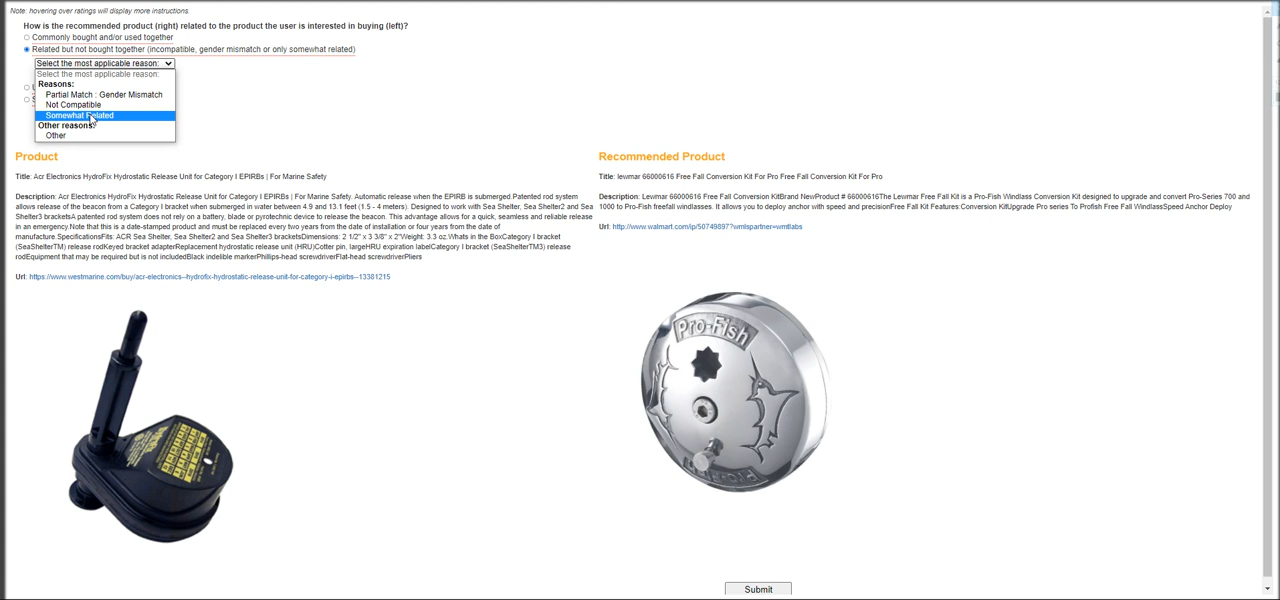 Note: hovering over ratings will display more instructions.
How is the recommended product (right) related to the product the user is interested in buying (left)?
Commonly bought and/or used together
Related but not bought together (incompatible, gender mismatch or only somewhat related)
Select the most applicable reason:
Select the most applicable reason:
Reasons:
Partial Match : Gender Mismatch
Not Compatible
Somewhat Related
Other reasons:
Other
Product
Title: Acr Electronics HydroFix Hydrostatic Release Unit for Category I EPIRBs | For Marine Safety
Description: Acr Electronics HydroFix Hydrostatic Release Unit for Category I EPIRBs | For Marine Safety. Automatic release when the EPIRB is submerged.Patented rod system
allows release of the beacon from a Category I bracket when submerged in water between 4.9 and 13.1 feet (1.5 - 4 meters). Designed to work with Sea Shelter, Sea Shelter2 and Sea
Shelter3 bracketsA patented rod system does not rely on a battery, blade or pyrotechnic device to release the beacon. This advantage allows for a quick, seamless and reliable release
in an emergency.Note that this is a date-stamped product and must be replaced every two years from the date of installation or four years from the date of
manufacture SpecificationsFits: ACR Sea Shelter, Sea Shelter2 and Sea Shelter3 bracketsDimensions: 2 1/2" x 3 3/8" x 2"Weight: 3.3 oz.Whats in the BoxCategory I bracket
(SeaShelterTM) release rodKeyed bracket adapterReplacement hydrostatic release unit (HRU)Cotter pin, largeHRU expiration labelCategory I bracket (SeaShelterTM3) release
rodEquipment that may be required but is not includedBlack indelible markerPhillips-head screwdriverFlat-head screwdriverPliers
Url: https://www.westmarine.com/buy/acr-electronics--hydrofix-hydrostatic-release-unit-for-category-i-epirbs--13381215
Recommended Product
Title: lewmar 66000616 Free Fall Conversion Kit For Pro Free Fall Conversion Kit For Pro
Description: Lewmar 66000616 Free Fall Conversion KitBrand NewProduct # 66000616The Lewmar Free Fall Kit is a Pro-Fish Windlass Conversion Kit designed to upgrade and convert Pro-Series 700 and
1000 to Pro-Fish freefall windlasses. It allows you to deploy anchor with speed and precisionFree Fall Kit Features:Conversion KitUpgrade Pro series To Profish Free Fall WindlassSpeed Anchor Deploy
Url: http://www.walmart.com/ip/50749897?wmlspartner=wmtlabs
Pro-Fish
Submit